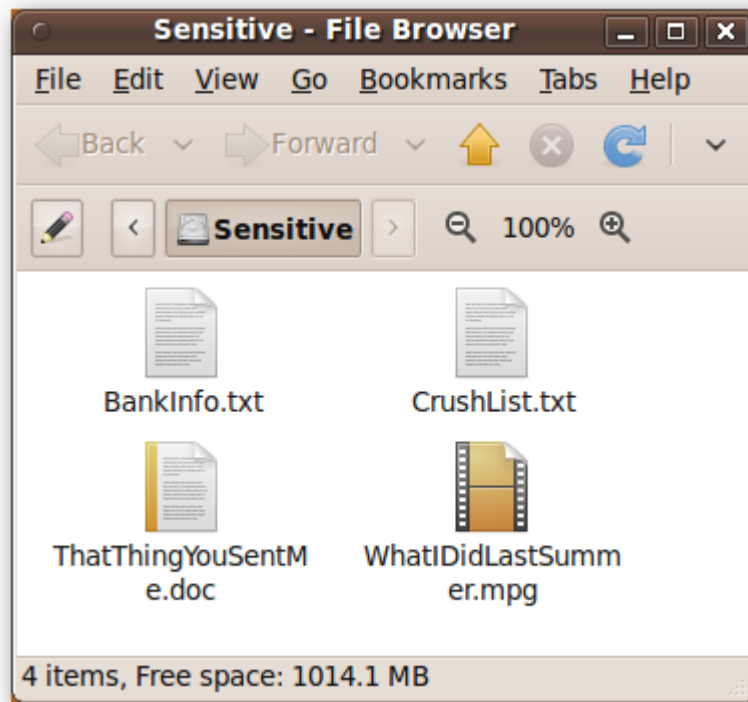 Sensitive - File Browser
File Edit View Go Bookmarks Tabs Help
Back Forward
Sensitive 100%
BankInfo.txt CrushList.txt
ThatThingYouSentM WhatIDidLastSumm
e.doc er.mpg
4 items, Free space: 1014.1 MB